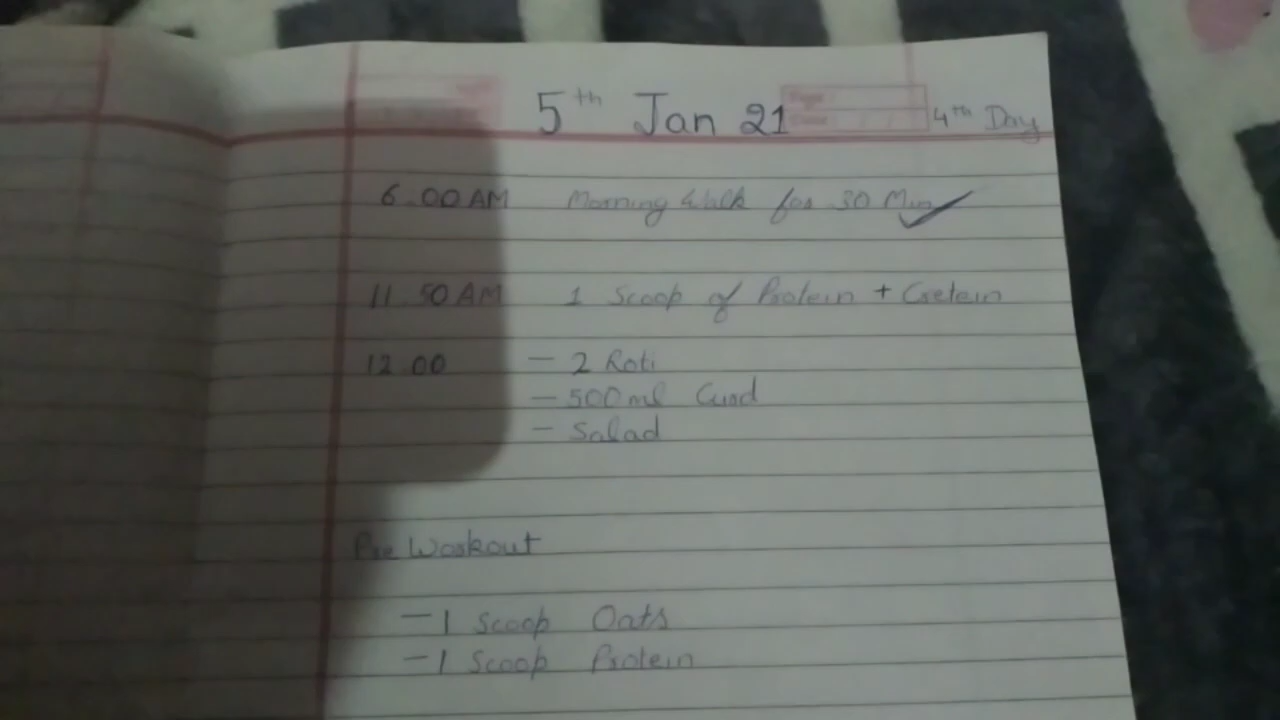 5th Jan 21 4th Day
6.00 AM Morning Walk for 30 Min
11.50 AM 1 Scoop of Protein + Cretein
12 00 - 2 Roti
- 500 ml Curd
- Salad
Pre Workout
- 1 Scoop Oats
- 1 Scoop Protein